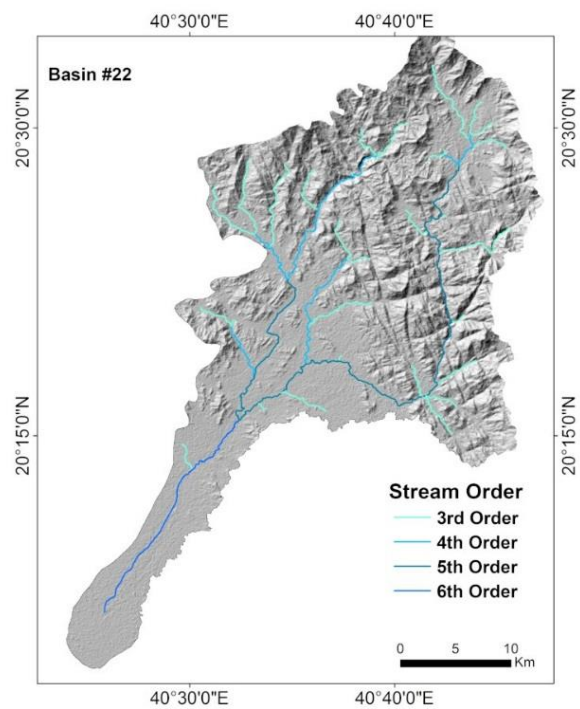 40°30'0"E 40°40'0"E
Basin #22
20°30'0"N 20°30'0"N
20°15'0"N 20°15'0"N
Stream Order
3rd Order
4th Order
5th Order
6th Order
0 5 10
Km
40°30'0"E 40°40'0"E